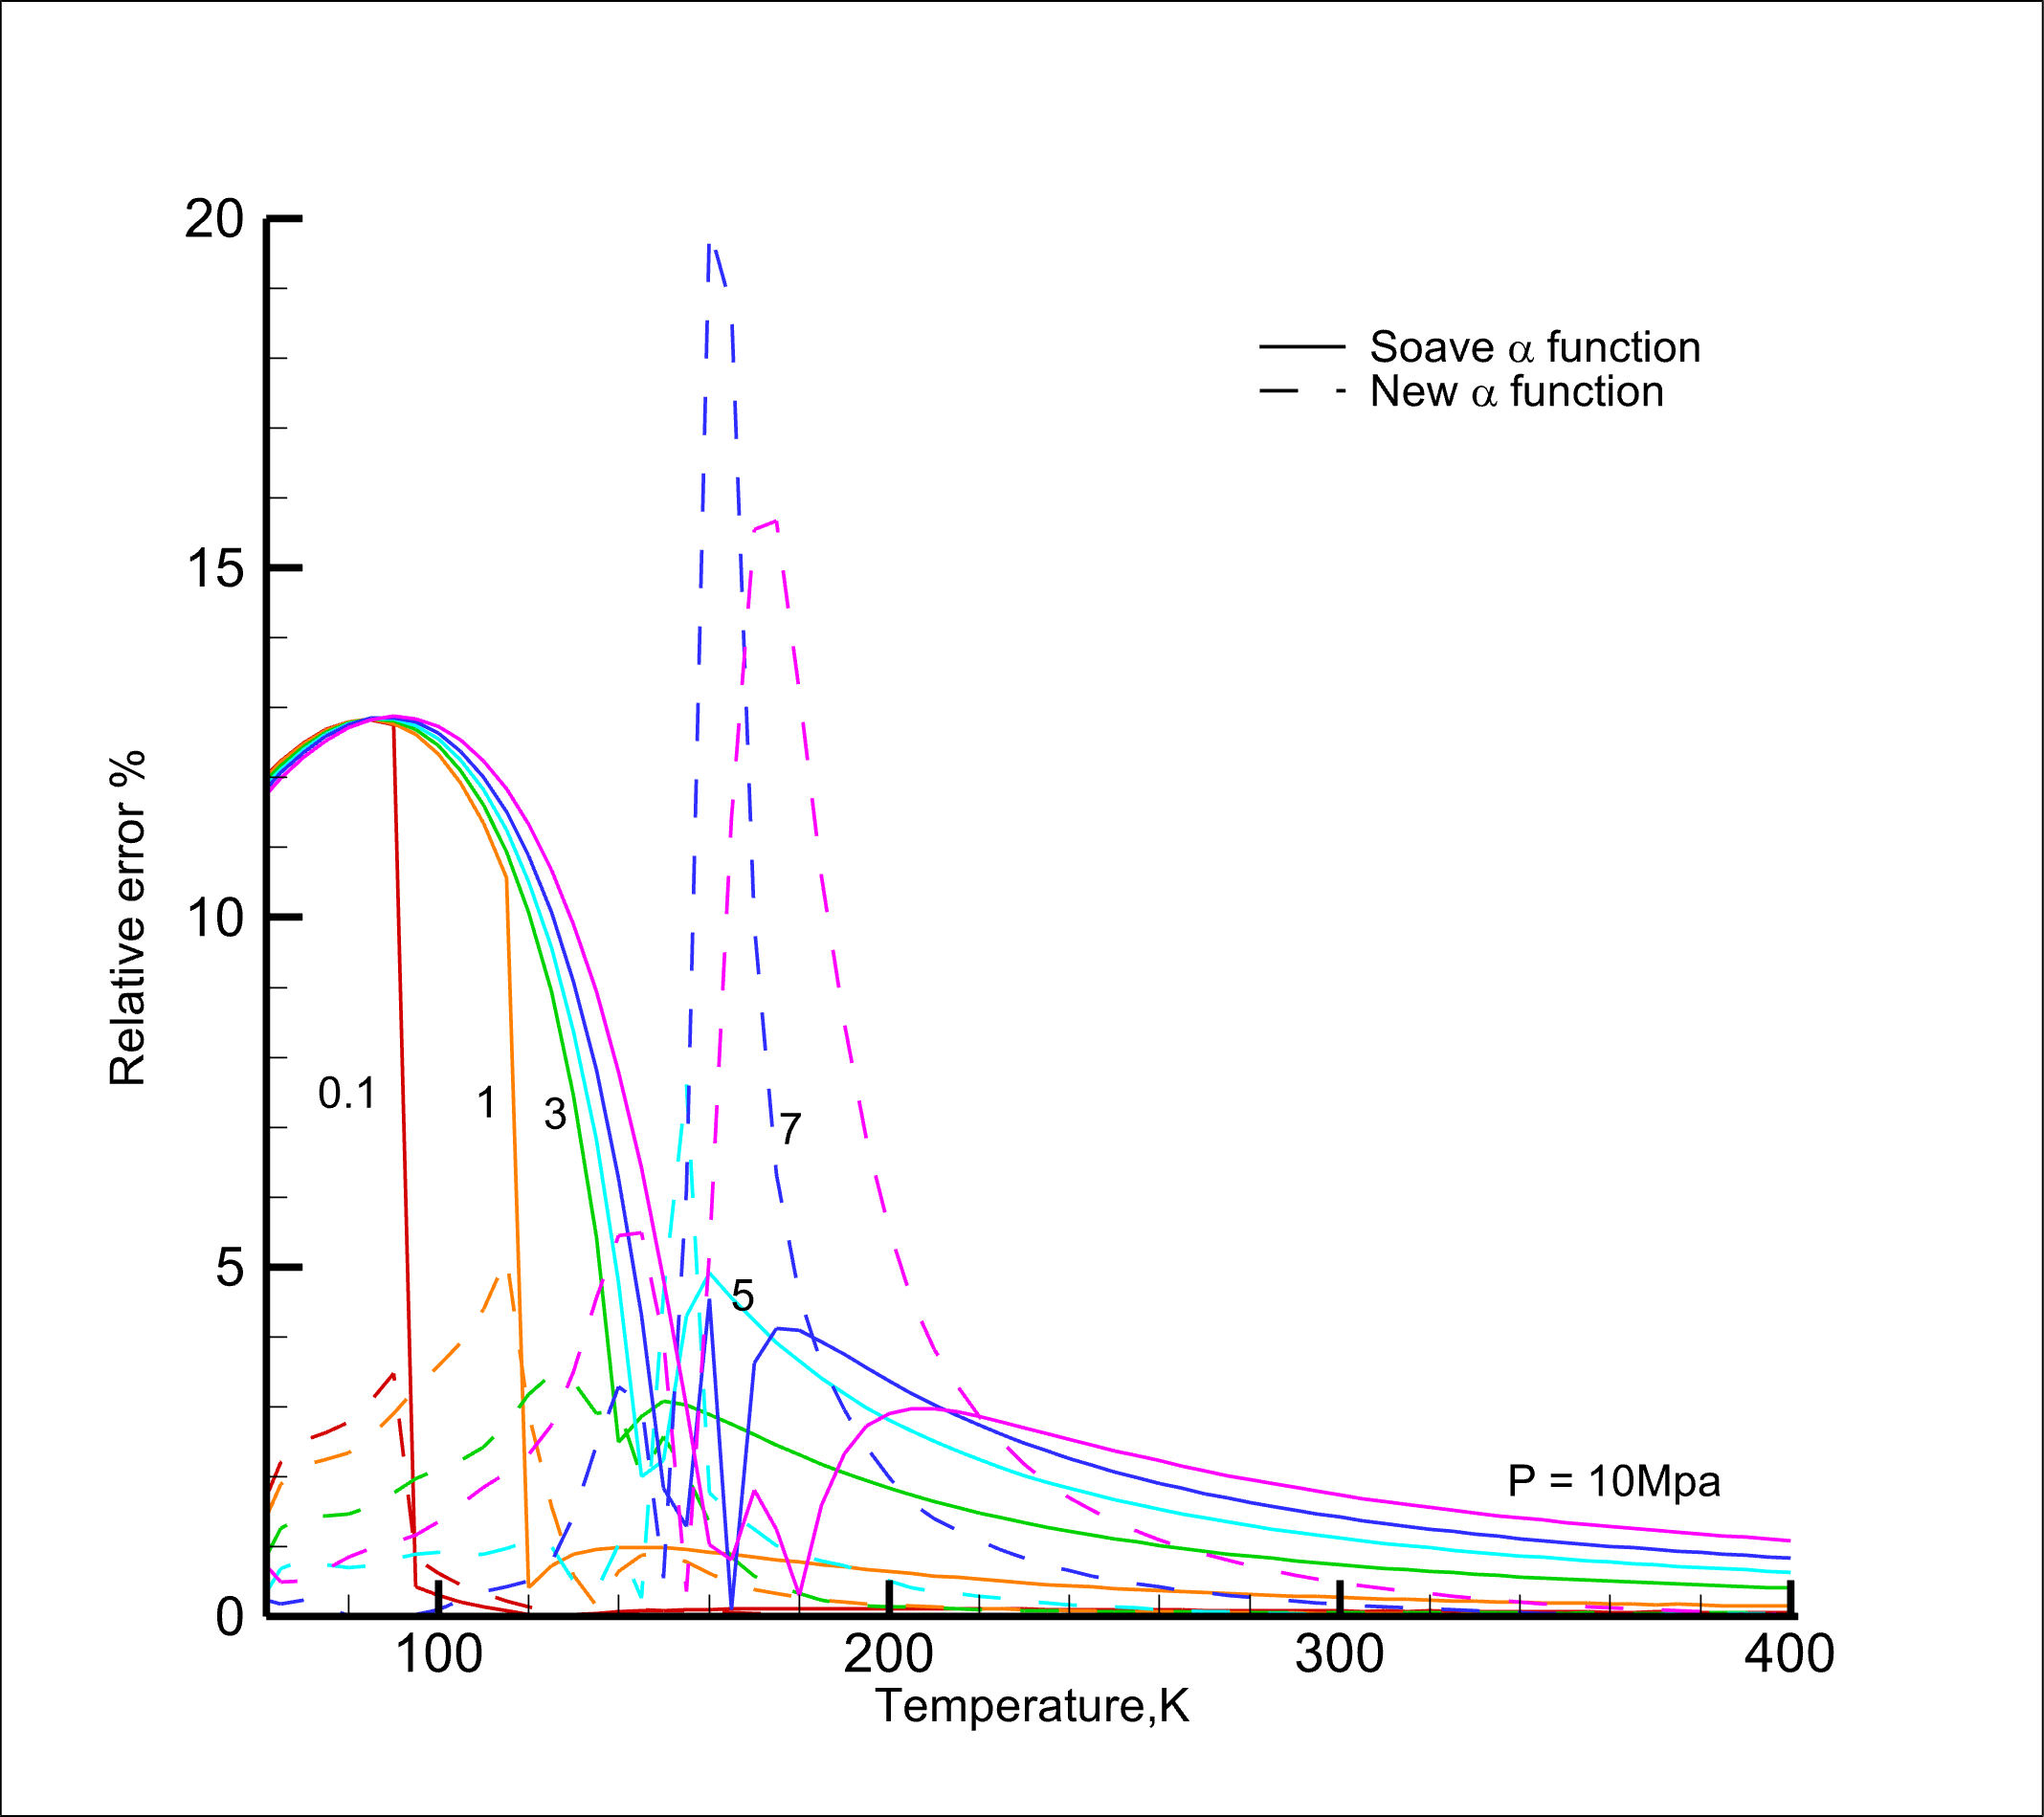 20
Soave α function
New α function
15
10
Relative error %
0.1
1
3
7
5
5
P = 10Mpa
0
100
200
300
400
Temperature,K